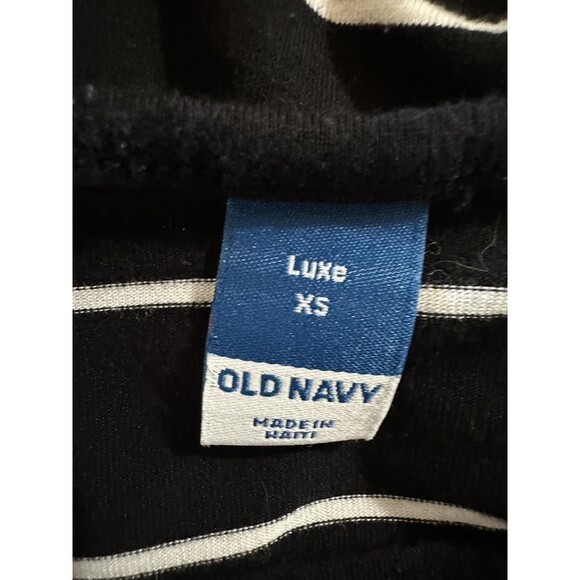 Luxe
XS
OLD NAVY
MADE IN
HAITI